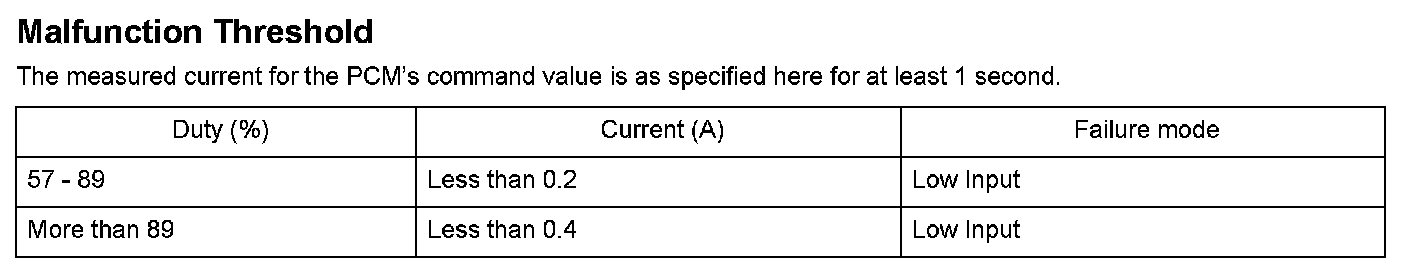 Malfunction Threshold
The measured current for the PCM's command value is as specified here for at least 1 second.
Duty (%) Current (A) Failure mode
57 - 89 Less than 0.2 Low Input
More than 89 Less than 0.4 Low Input